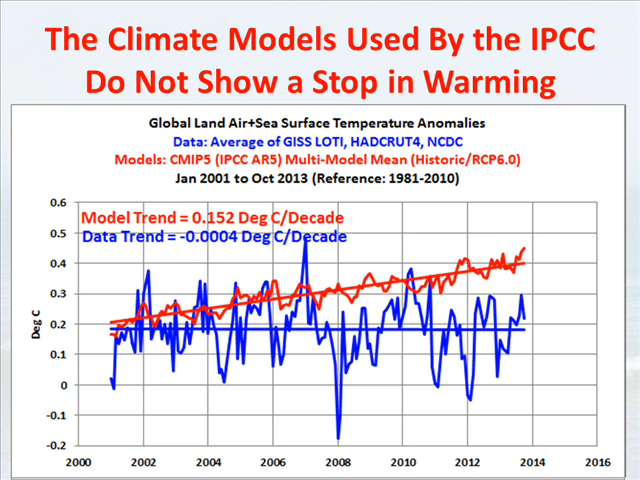 The Climate Models Used By the IPCC
Do Not Show a Stop in Warming
Global Land Air+Sea Surface Temperature Anomalies
Data: Average of GISS LOTI, HADCRUT4, NCDC
Models: CMIP5 (IPCC AR5) Multi-Model Mean (Historic/RCP6.0)
Jan 2001 to Oct 2013 (Reference: 1981-2010)
Model Trend = 0.152 Deg C/Decade
Data Trend = -0.0004 Deg C/Decade
Deg C
0.6
0.5
0.4
0.3
0.2
0.1
0
-0.1
-0.2
2000 2002 2004 2006 2008 2010 2012 2014 2016